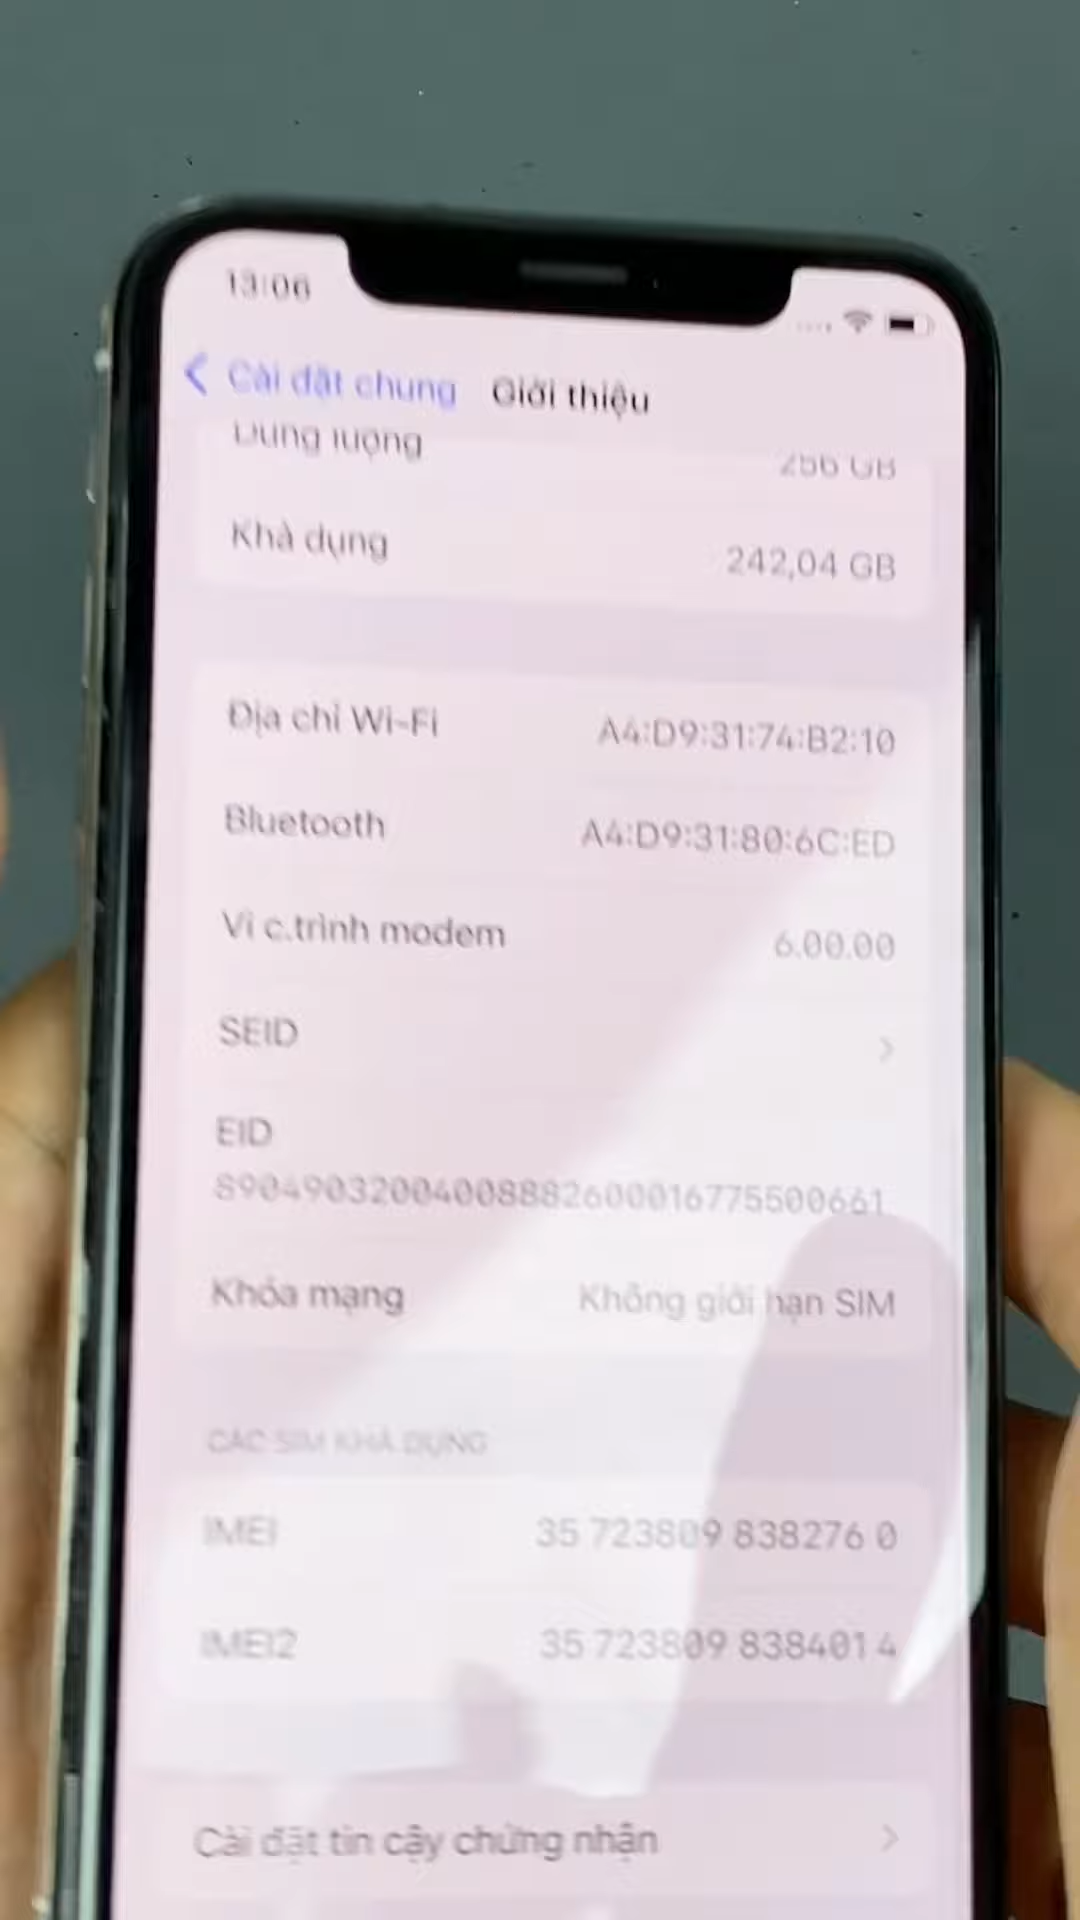 13:06
Cài đặt chung Giới thiệu
Dung lượng 256 GB
Khả dụng 242,04 GB
Địa chỉ Wi-Fi A4:D9:31:74:B2:10
Bluetooth A4:D9:31:80:6C:ED
Vi c.trình modem 6.00.00
SEID
EID
89049032004008882600016775500661
Khóa mạng Không giới hạn SIM
CÁC SIM KHẢ DỤNG
IMEI 35 723809 838276 0
IMEI2 35 723809 838401 4
Cài đặt tin cậy chứng nhận